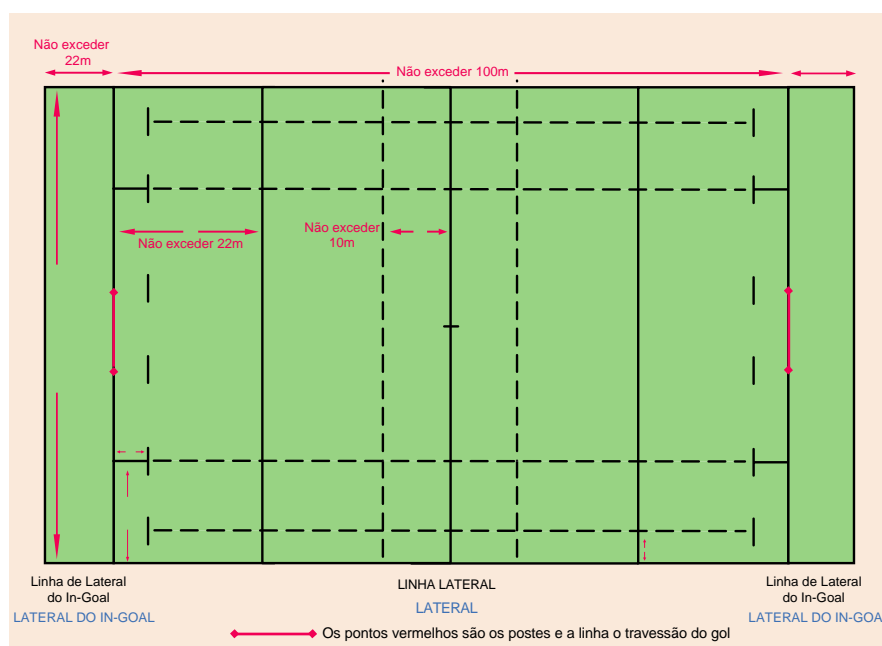 Não exceder
22m
Não exceder 100m
Não exceder 22m
Não exceder
10m
Linha de Lateral
do In-Goal
LATERAL DO IN-GOAL
LINHA LATERAL
LATERAL
Linha de Lateral
do In-Goal
LATERAL DO IN-GOA
Os pontos vermelhos são os postes e a linha o travessão do gol